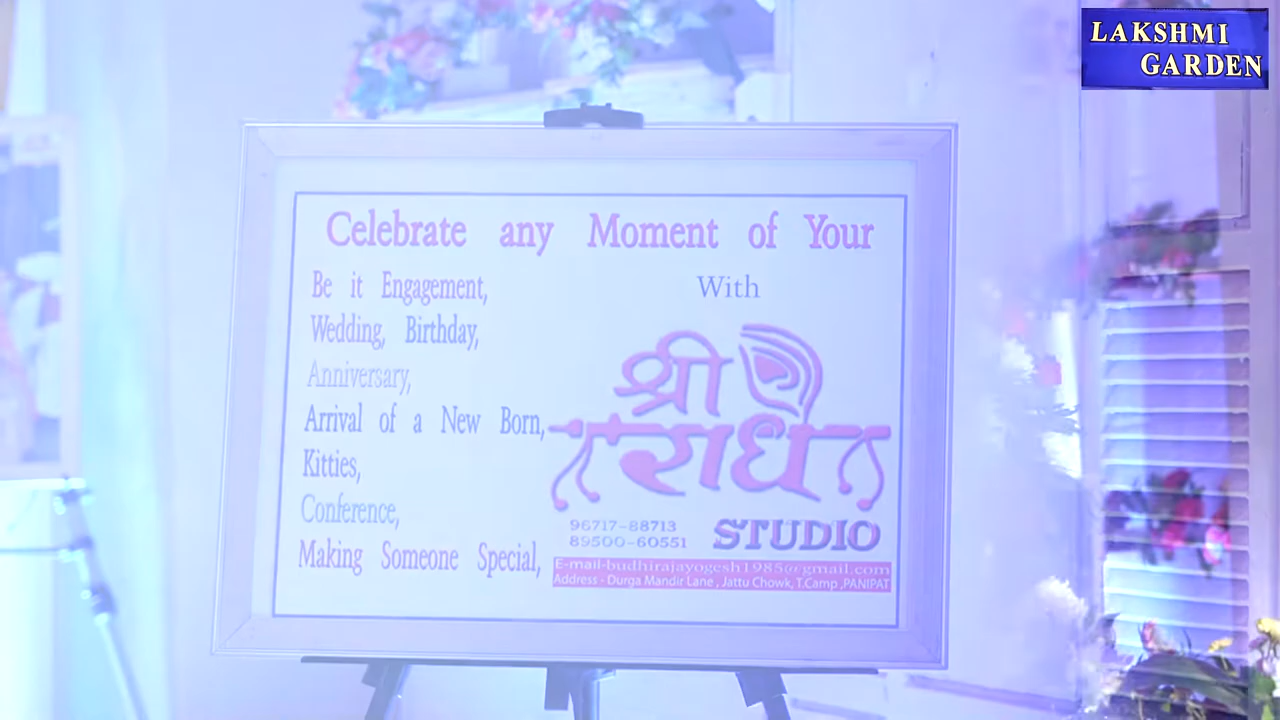 LAKSHMI
GARDEN
Celebrate any Moment of Your
Be it Engagement,
Wedding, Birthday,
Anniversary,
Arrival of a New Born,
Kitties,
Conference,
Making Someone Special,
With
श्री
राधे
STUDIO
96717-88713
89500-60551
E-mail-budhirajayogesh1985@gmail.com
Address - Durga Mandir Lane , Jattu Chowk, T.Camp ,PANIPAT